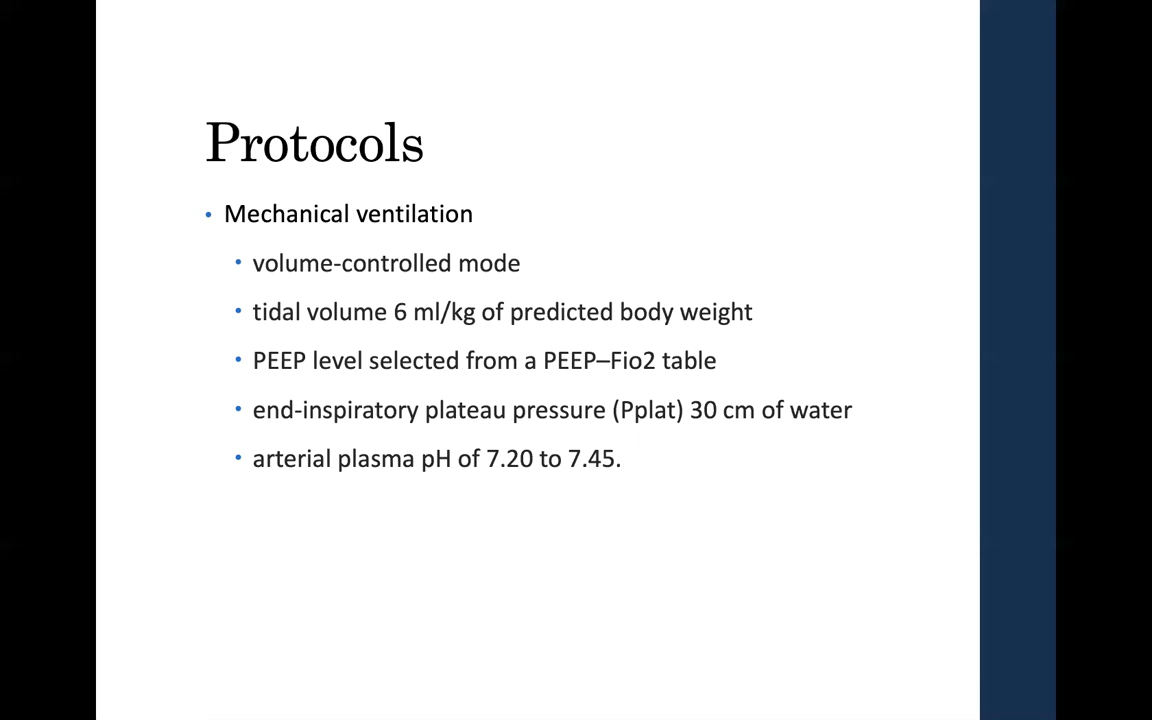 Protocols
• Mechanical ventilation
• volume-controlled mode
• tidal volume 6 ml/kg of predicted body weight
• PEEP level selected from a PEEP–Fio2 table
• end-inspiratory plateau pressure (Pplat) 30 cm of water
• arterial plasma pH of 7.20 to 7.45.